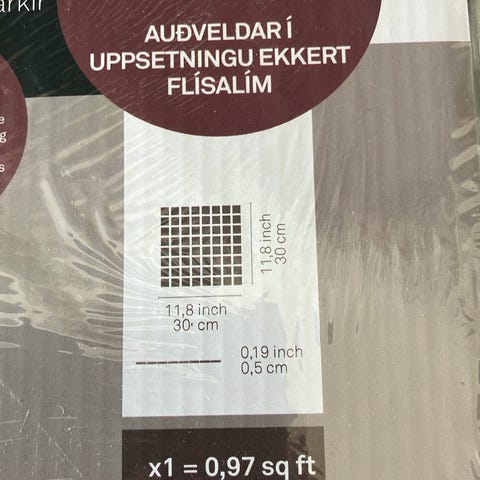 AUÐVELDAR Í
UPPSETNINGU EKKERT
FLÍSALÍM
11,8 inch
30 cm
11,8 inch
30 cm
0,19 inch
0,5 cm
x1 = 0,97 sq ft